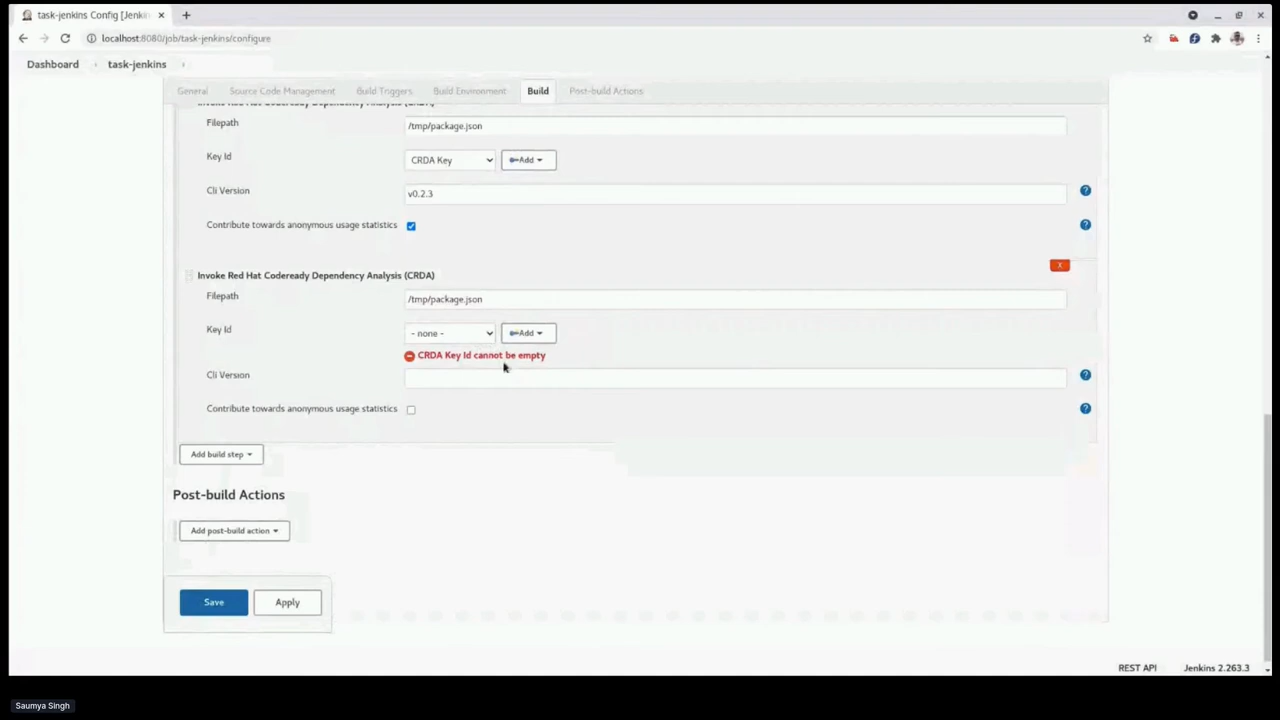 task-jenkins Config [Jenkin
localhost:8080/job/task-jenkins/configure
Dashboard task-jenkins
General Source Code Management Build Triggers Build Environment Build Post-build Actions
Invoke Red Hat Codeready Dependency Analysis (CRDA)
Filepath /tmp/package.json
Key Id CRDA Key Add
Cli Version v0.2.3
Contribute towards anonymous usage statistics
X
Invoke Red Hat Codeready Dependency Analysis (CRDA)
Filepath /tmp/package.json
Key Id - none - Add
CRDA Key Id cannot be empty
Cli Version
Contribute towards anonymous usage statistics
Add build step
Post-build Actions
Add post-build action
Save Apply
REST API Jenkins 2.263.3
Saumya Singh